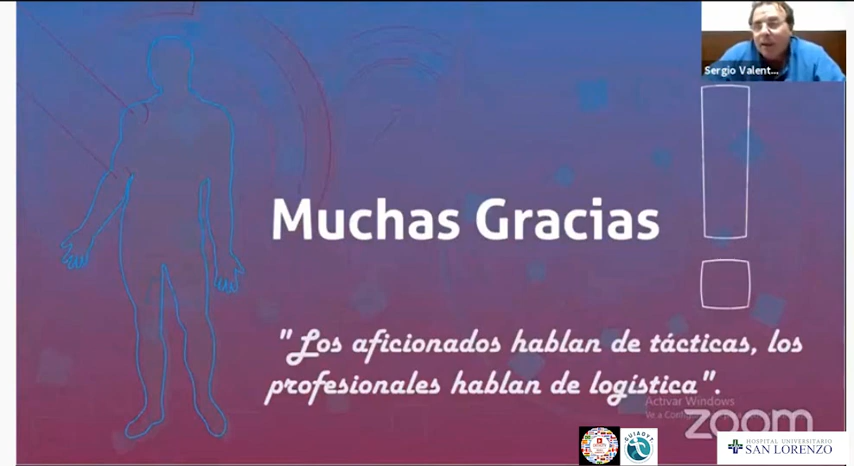 Sergio Valent...
Muchas Gracias
"Los aficionados hablan de tácticas, los
profesionales hablan de logística".
Activar Windows
zoom
GUIAOYT
HOSPITAL UNIVERSITARIO
SAN LORENZO